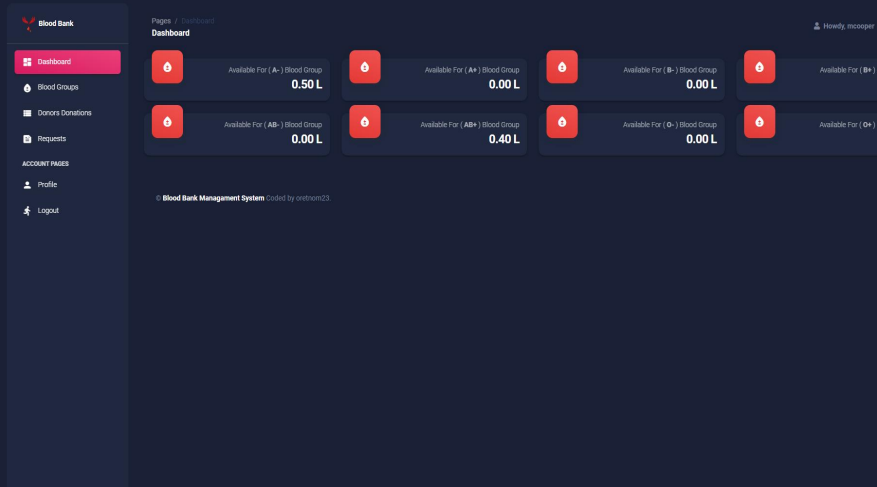 Blood Bank
Dashboard
Blood Groups
Donors Donations
Requests
ACCOUNT PAGES
Profile
Logout
Pages / Dashboard
Dashboard
Howdy, mcooper
Available For ( A- ) Blood Group
0.50 L
Available For ( A+ ) Blood Group
0.00 L
Available For ( B- ) Blood Group
0.00 L
Available For ( B+ )
Available For ( AB- ) Blood Group
0.00 L
Available For ( AB+ ) Blood Group
0.40 L
Available For ( O- ) Blood Group
0.00 L
Available For ( O+ )
© Blood Bank Managament System Coded by oretnom23.